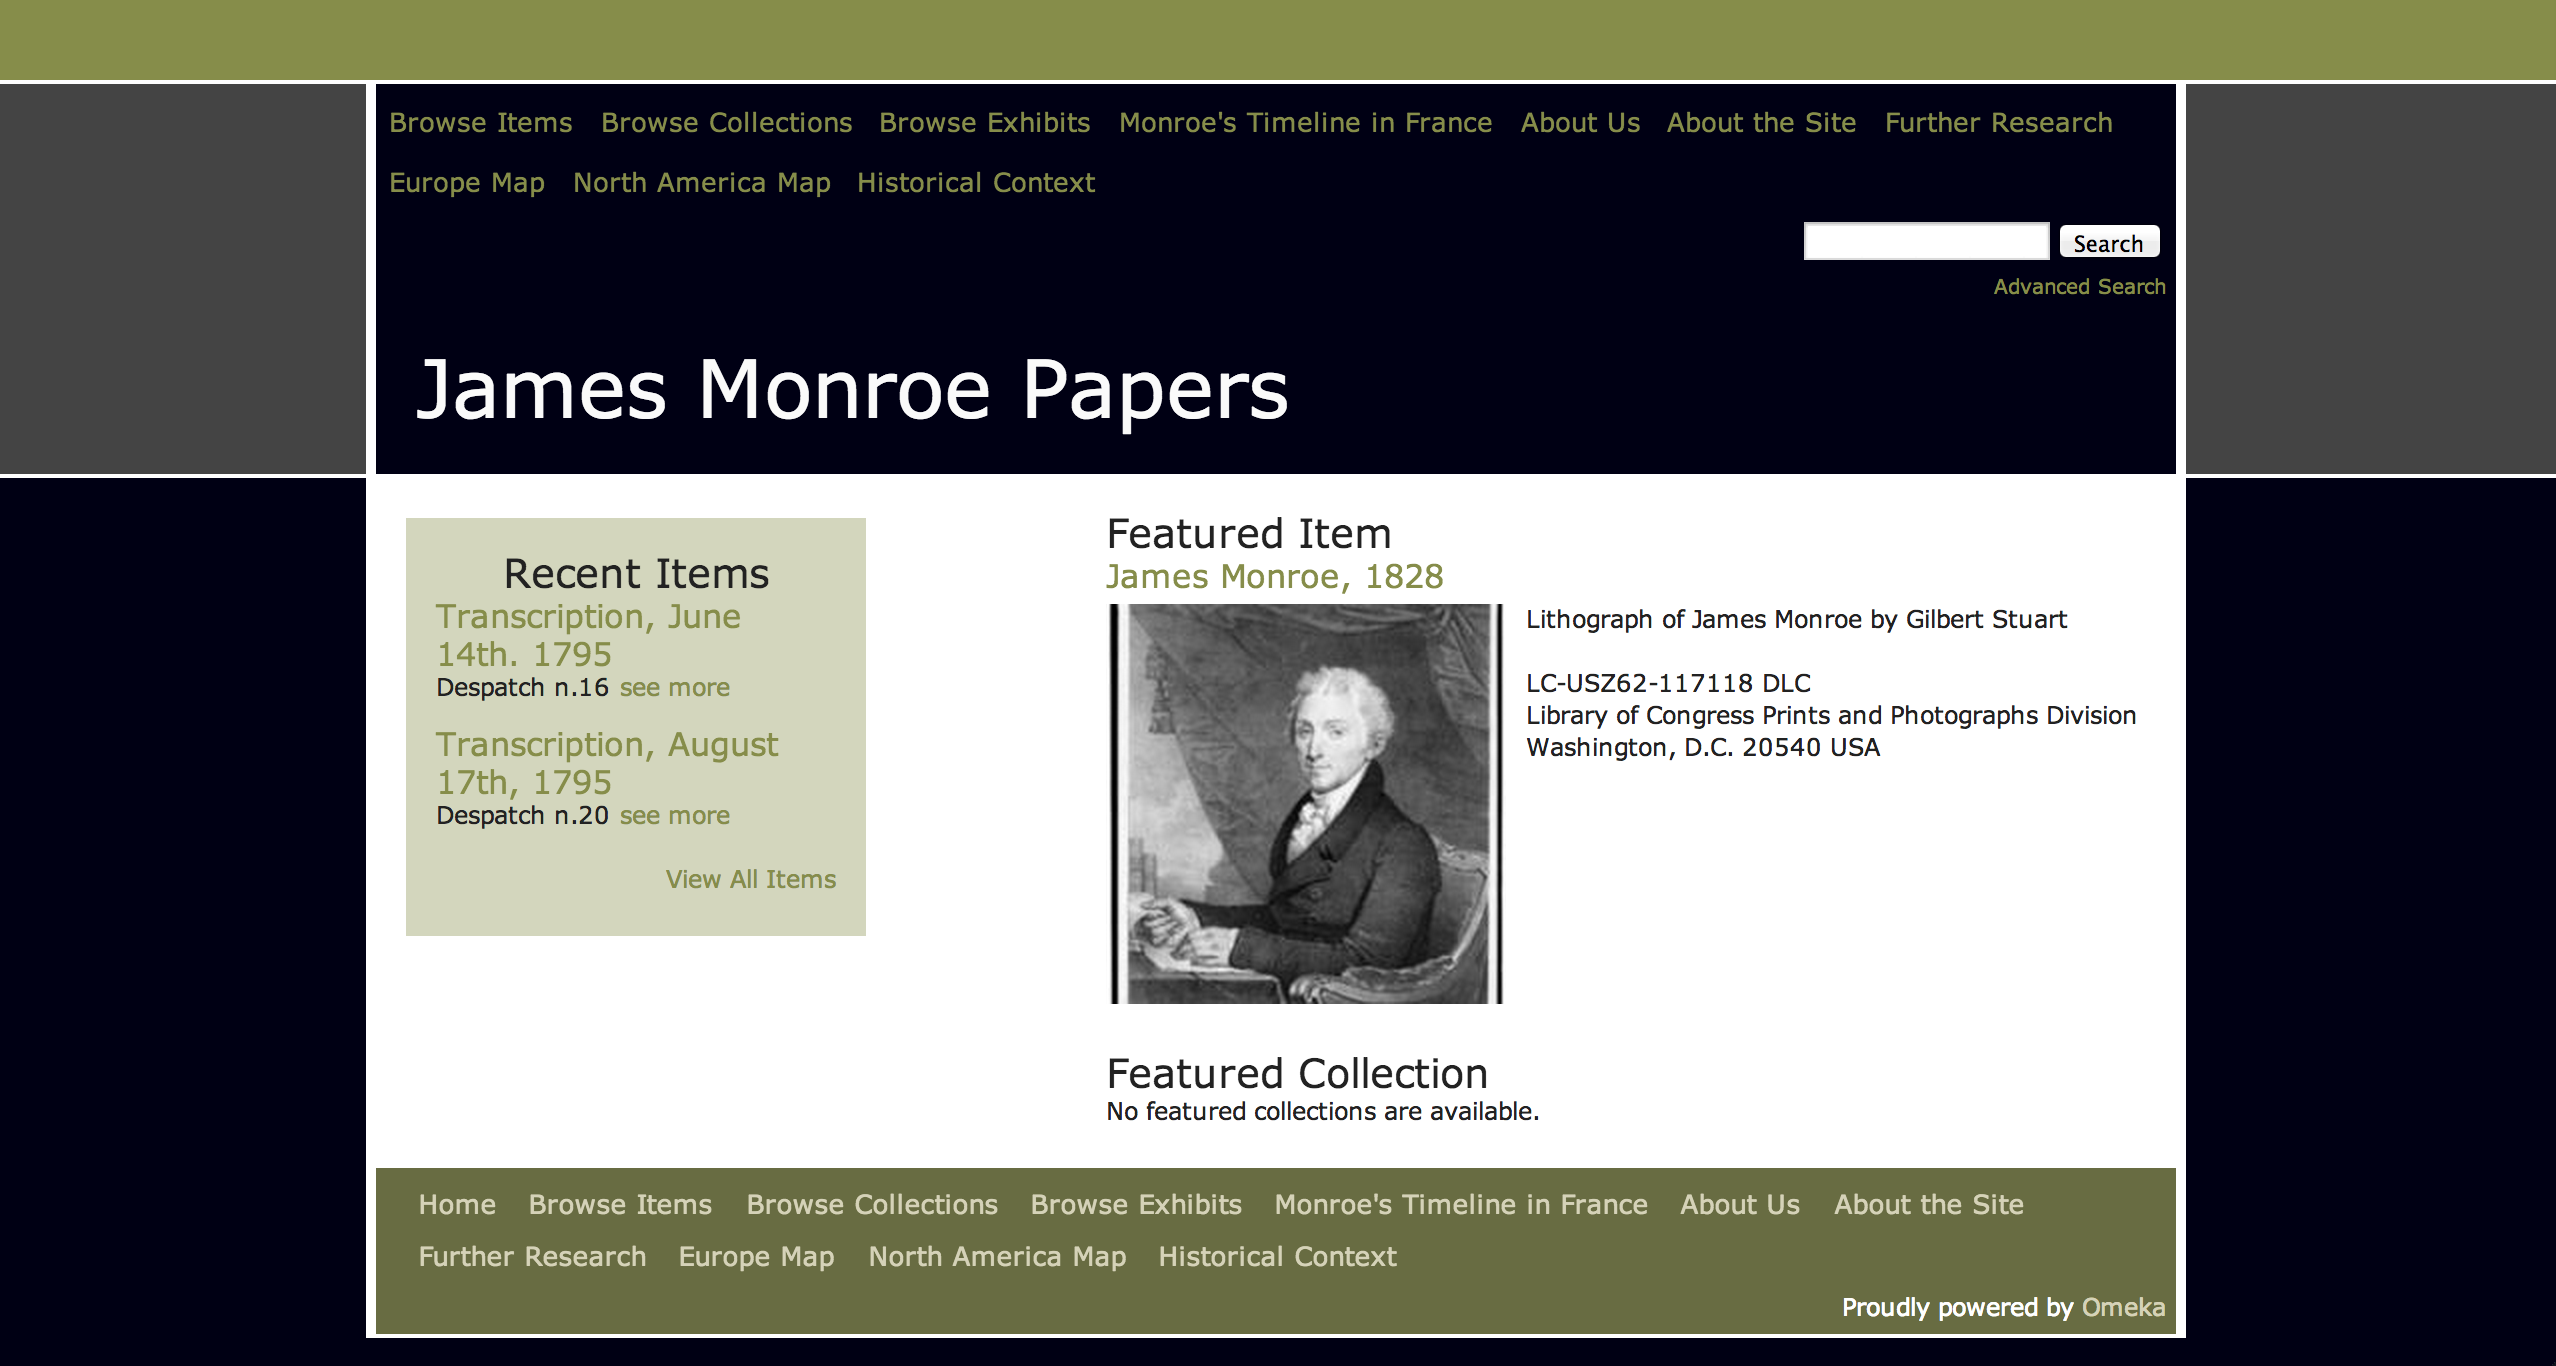 Browse Items Browse Collections Browse Exhibits Monroe's Timeline in France About Us About the Site Further Research
Europe Map North America Map Historical Context
Search
Advanced Search
James Monroe Papers
Recent Items
Transcription, June
14th. 1795
Despatch n.16 see more
Transcription, August
17th, 1795
Despatch n.20 see more
View All Items
Featured Item
James Monroe, 1828
Lithograph of James Monroe by Gilbert Stuart
LC-USZ62-117118 DLC
Library of Congress Prints and Photographs Division
Washington, D.C. 20540 USA
Featured Collection
No featured collections are available.
Home Browse Items Browse Collections Browse Exhibits Monroe's Timeline in France About Us About the Site
Further Research Europe Map North America Map Historical Context
Proudly powered by Omeka